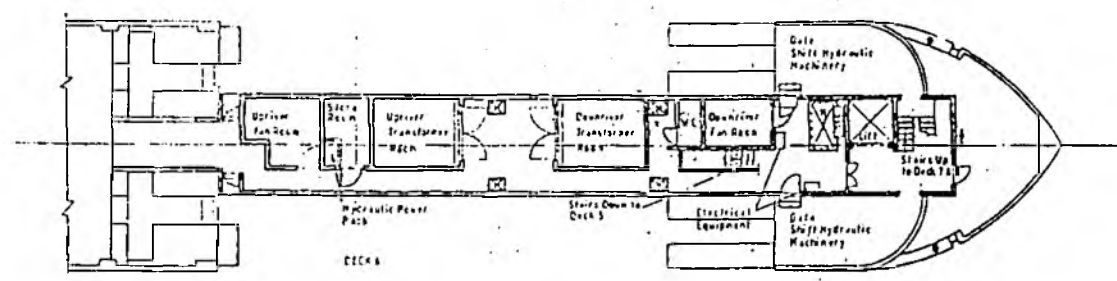 Gate
Shift Hydraulic
Machinery
Upriver
Fan Room
Store
Room
Upriver
Transformer
Room
Downriver
Transformer
Room
W.C.
Downriver
Fan Room
Lift
Stairs Up
to Deck 7&
Hydraulic Power
Pack
Stairs Down to
Deck 5
Electrical
Equipment
Gate
Shift Hydraulic
Machinery
DECK 6